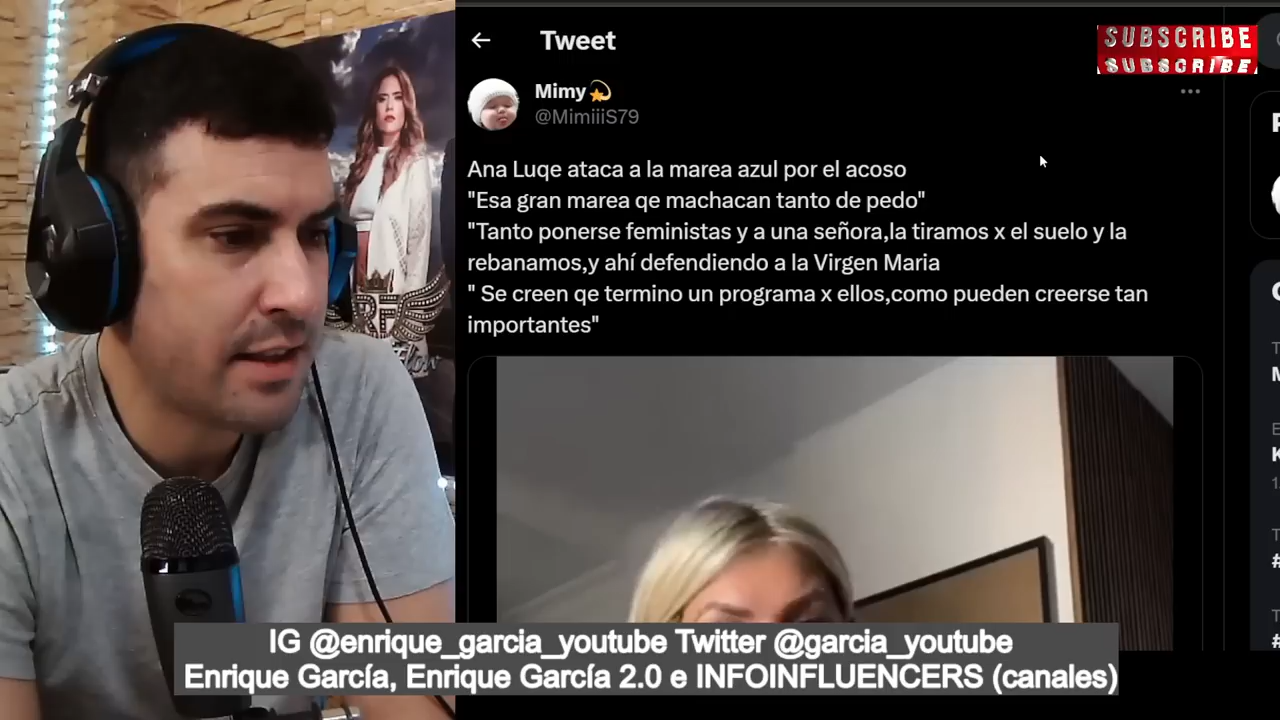 Tweet
SUBSCRIBE
SUBSCRIBE
Mimy
@MimiiiS79
Ana Luqe ataca a la marea azul por el acoso
"Esa gran marea qe machacan tanto de pedo"
"Tanto ponerse feministas y a una señora,la tiramos x el suelo y la
rebanamos,y ahí defendiendo a la Virgen Maria
" Se creen qe termino un programa x ellos,como pueden creerse tan
importantes"
RF
IG @enrique_garcia_youtube Twitter @garcia_youtube
Enrique García, Enrique García 2.0 e INFOINFLUENCERS (canales)